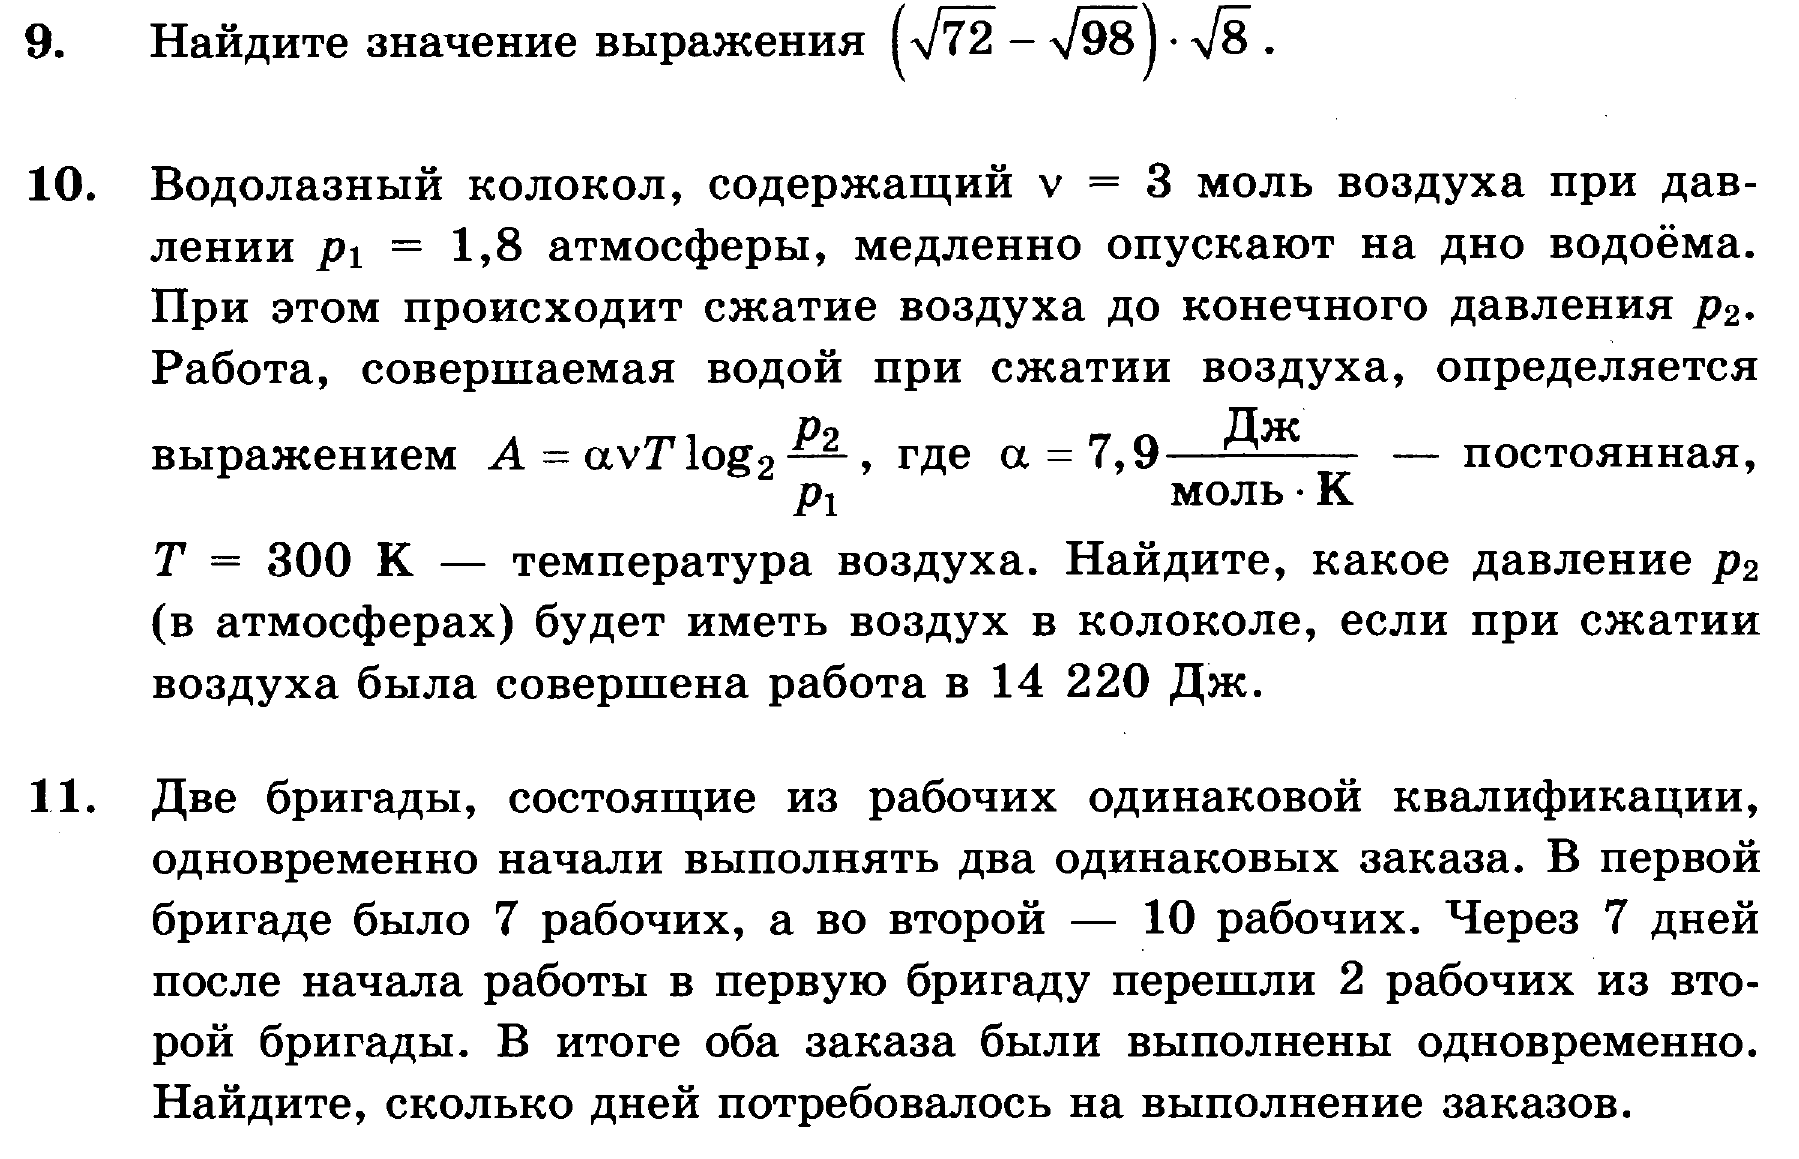 9. Найдите значение выражения (√72 − √98) · √8 .
10. Водолазный колокол, содержащий ν = 3 моль воздуха при дав-
лении p₁ = 1,8 атмосферы, медленно опускают на дно водоёма.
При этом происходит сжатие воздуха до конечного давления p₂.
Работа, совершаемая водой при сжатии воздуха, определяется
выражением A = ανT log₂ p₂/p₁ , где α = 7,9 Дж/(моль · К) — постоянная,
T = 300 К — температура воздуха. Найдите, какое давление p₂
(в атмосферах) будет иметь воздух в колоколе, если при сжатии
воздуха была совершена работа в 14 220 Дж.
11. Две бригады, состоящие из рабочих одинаковой квалификации,
одновременно начали выполнять два одинаковых заказа. В первой
бригаде было 7 рабочих, а во второй — 10 рабочих. Через 7 дней
после начала работы в первую бригаду перешли 2 рабочих из вто-
рой бригады. В итоге оба заказа были выполнены одновременно.
Найдите, сколько дней потребовалось на выполнение заказов.